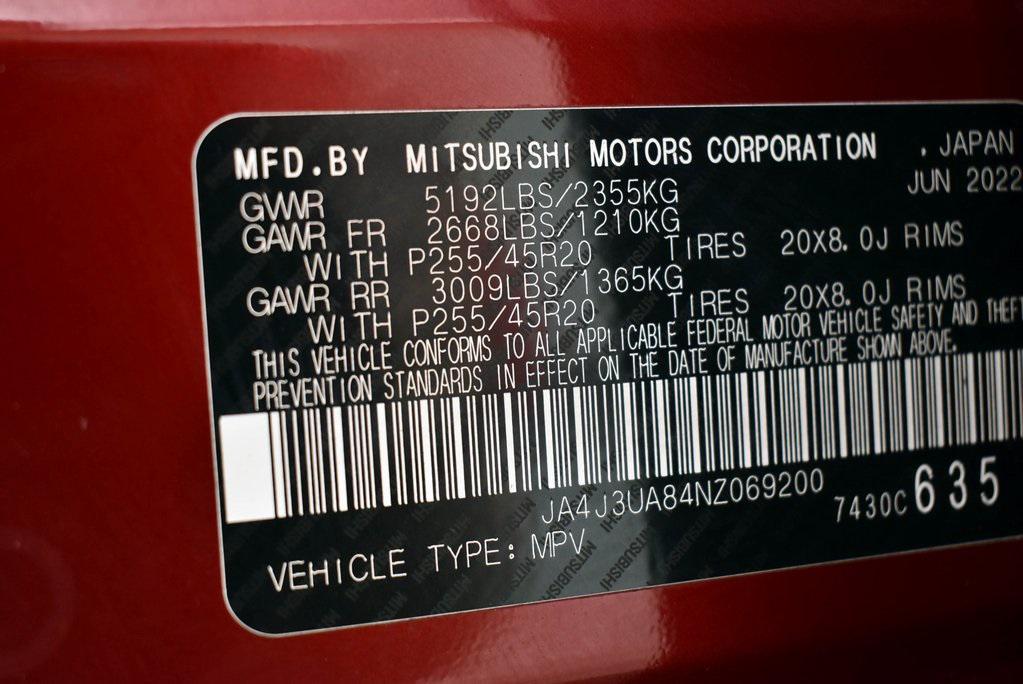 MFD.BY MITSUBISHI MOTORS CORPORATION . JAPAN
JUN 2022
GVWR 5192LBS/2355KG
GAWR FR 2668LBS/1210KG
WITH P255/45R20 TIRES 20X8.0J RIMS
GAWR RR 3009LBS/1365KG
WITH P255/45R20 TIRES 20X8.0J RIMS
THIS VEHICLE CONFORMS TO ALL APPLICABLE FEDERAL MOTOR VEHICLE SAFETY AND THEFT
PREVENTION STANDARDS IN EFFECT ON THE DATE OF MANUFACTURE SHOWN ABOVE.
JA4J3UA84NZ069200 7430C 635
VEHICLE TYPE: MPV